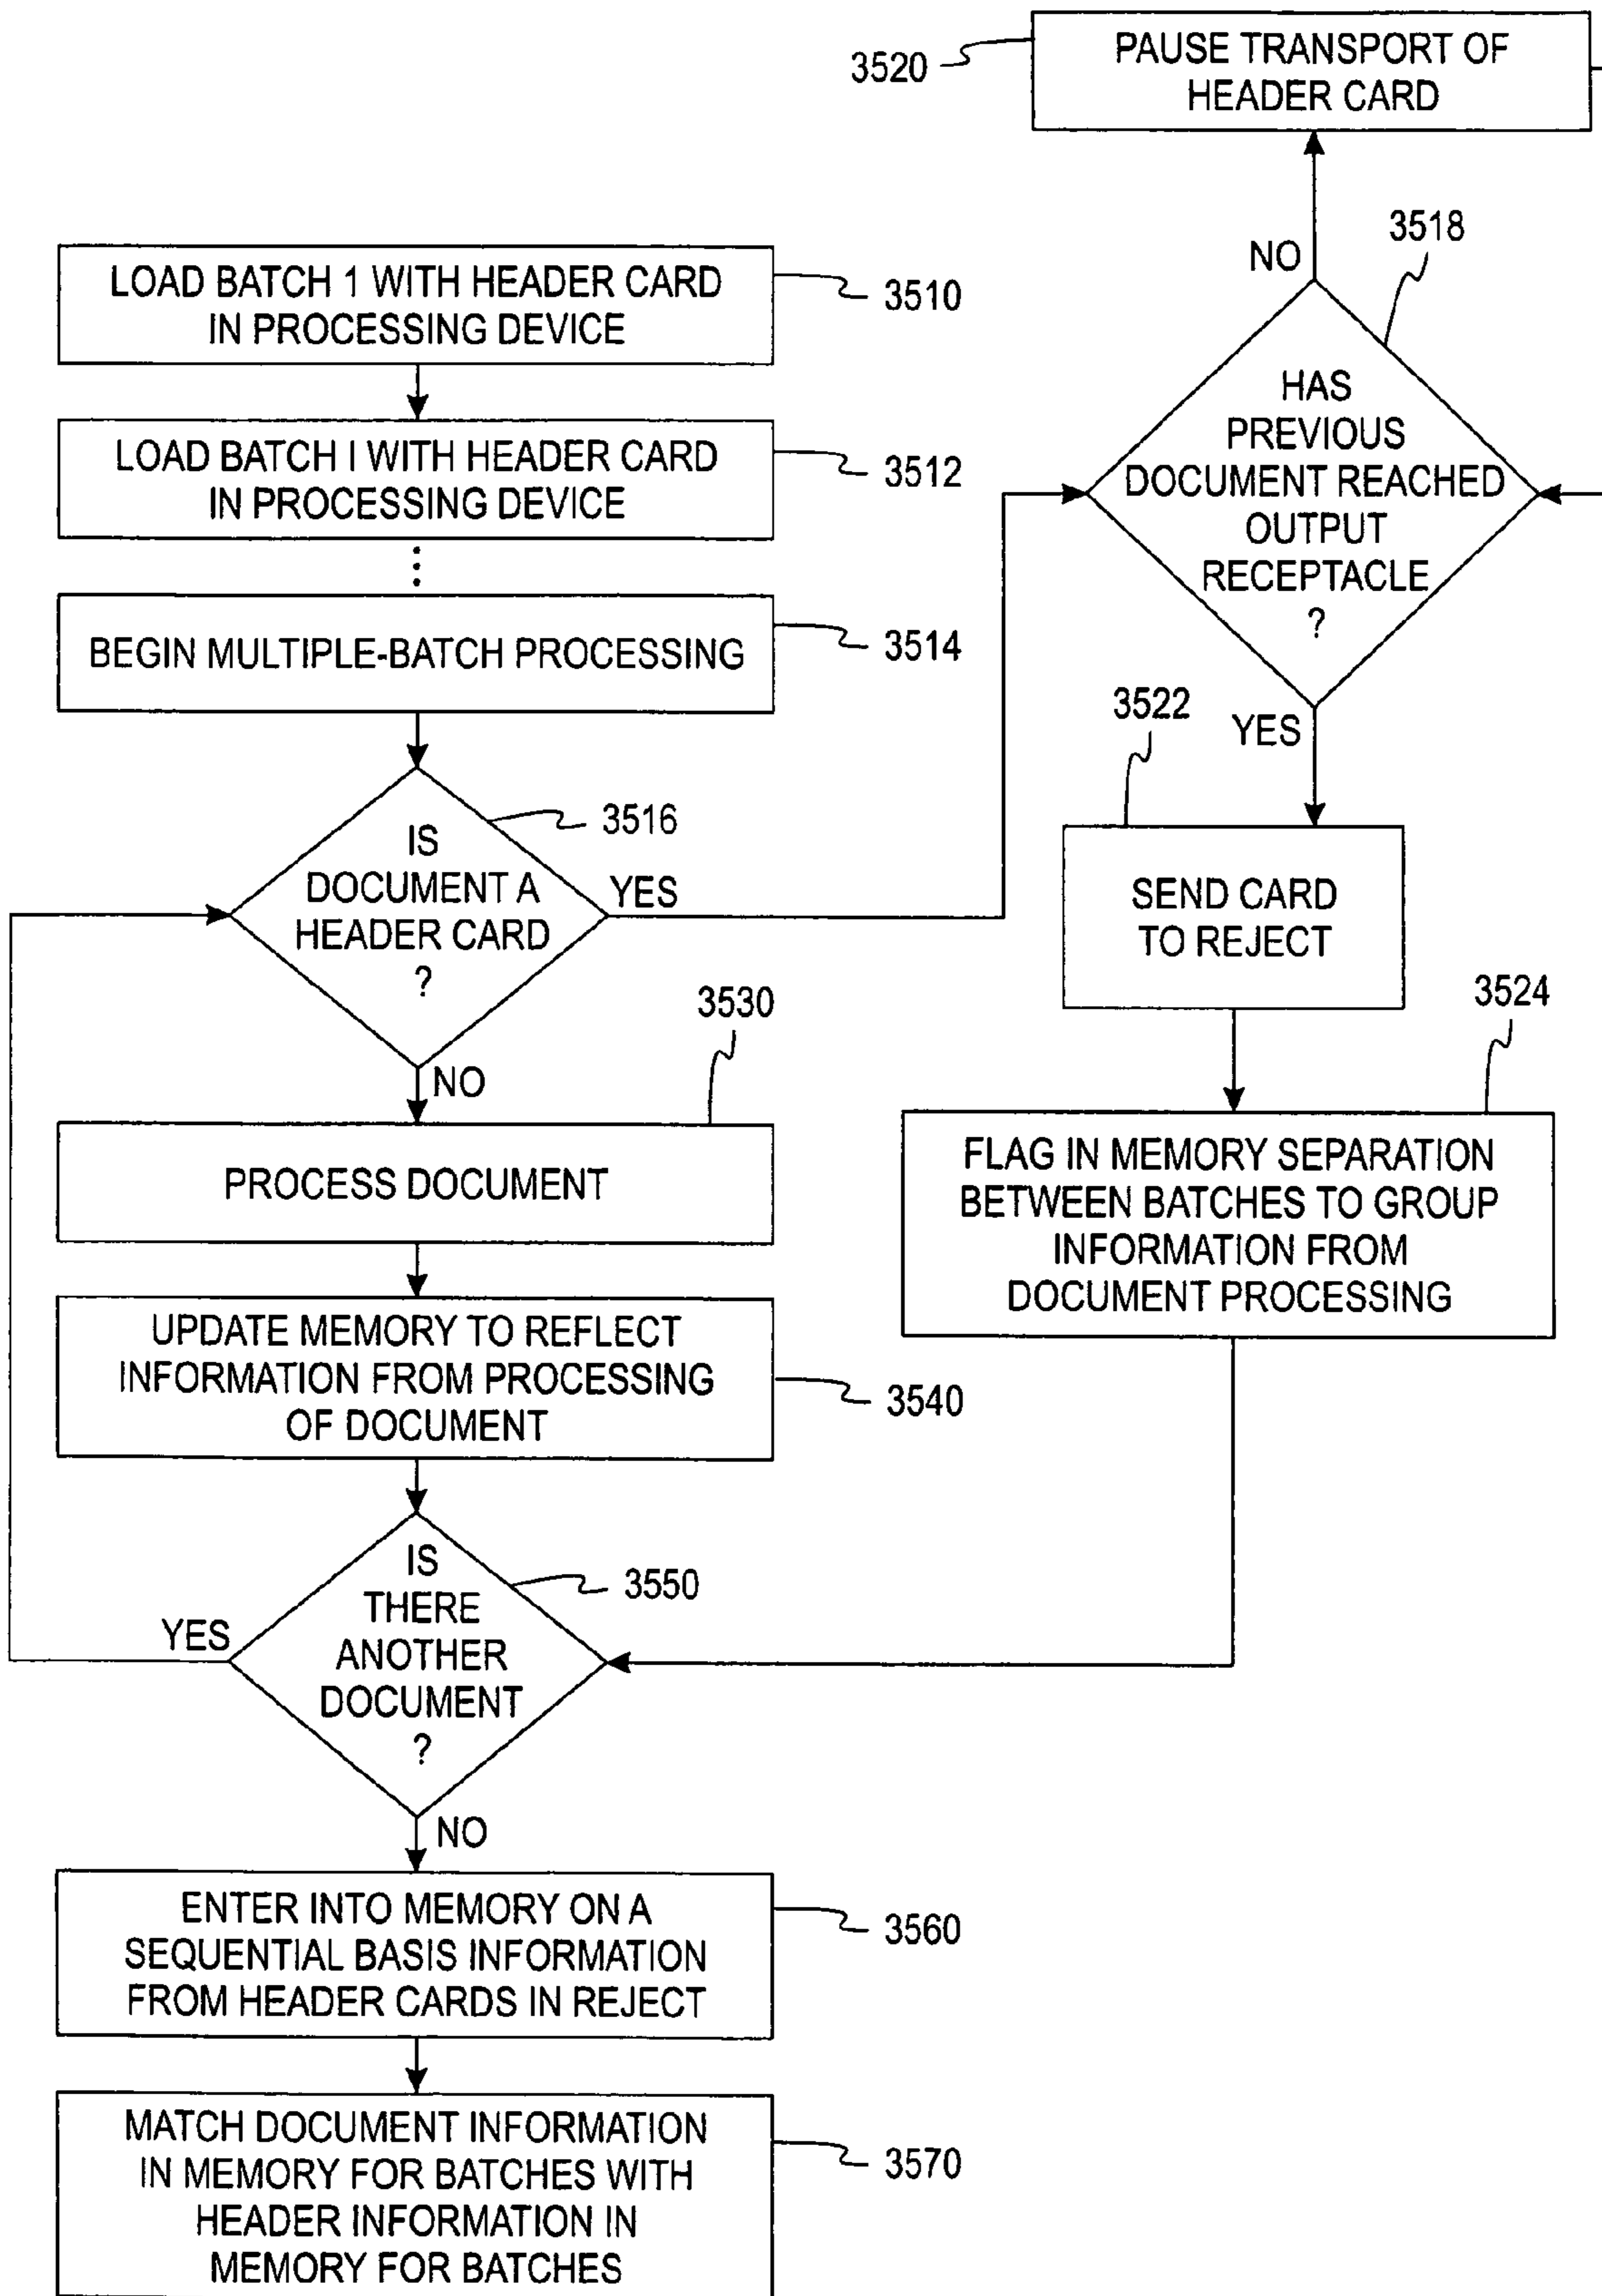 3520
PAUSE TRANSPORT OF
HEADER CARD
NO
3518
HAS
PREVIOUS
DOCUMENT REACHED
OUTPUT
RECEPTACLE
?
YES
3522
SEND CARD
TO REJECT
3524
FLAG IN MEMORY SEPARATION
BETWEEN BATCHES TO GROUP
INFORMATION FROM
DOCUMENT PROCESSING
LOAD BATCH 1 WITH HEADER CARD
IN PROCESSING DEVICE
3510
LOAD BATCH I WITH HEADER CARD
IN PROCESSING DEVICE
3512
BEGIN MULTIPLE-BATCH PROCESSING
3514
IS
DOCUMENT A
HEADER CARD
?
3516
YES
NO
3530
PROCESS DOCUMENT
UPDATE MEMORY TO REFLECT
INFORMATION FROM PROCESSING
OF DOCUMENT
3540
IS
THERE
ANOTHER
DOCUMENT
?
3550
YES
NO
ENTER INTO MEMORY ON A
SEQUENTIAL BASIS INFORMATION
FROM HEADER CARDS IN REJECT
3560
MATCH DOCUMENT INFORMATION
IN MEMORY FOR BATCHES WITH
HEADER INFORMATION IN
MEMORY FOR BATCHES
3570